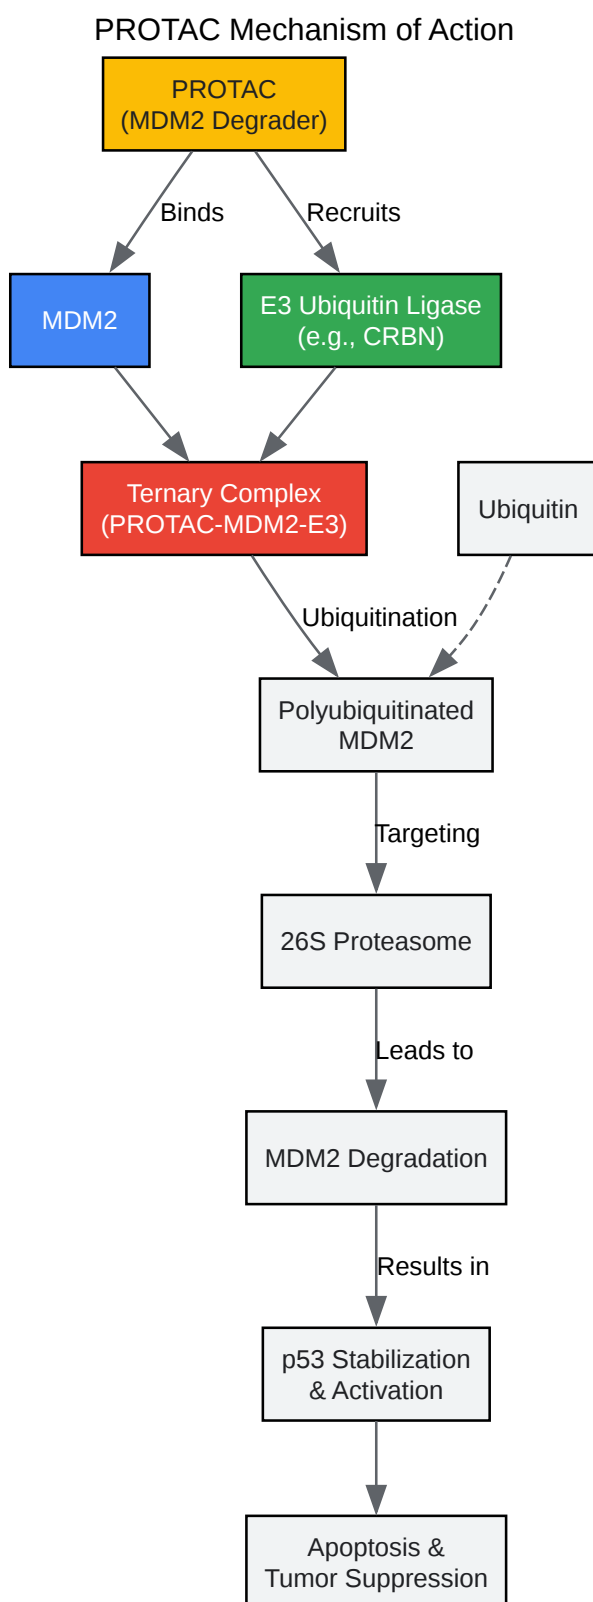 PROTAC Mechanism of Action
PROTAC
(MDM2 Degrader)
Binds
Recruits
MDM2
E3 Ubiquitin Ligase
(e.g., CRBN)
Ternary Complex
(PROTAC-MDM2-E3)
Ubiquitin
Ubiquitination
Polyubiquitinated
MDM2
Targeting
26S Proteasome
Leads to
MDM2 Degradation
Results in
p53 Stabilization
& Activation
Apoptosis &
Tumor Suppression